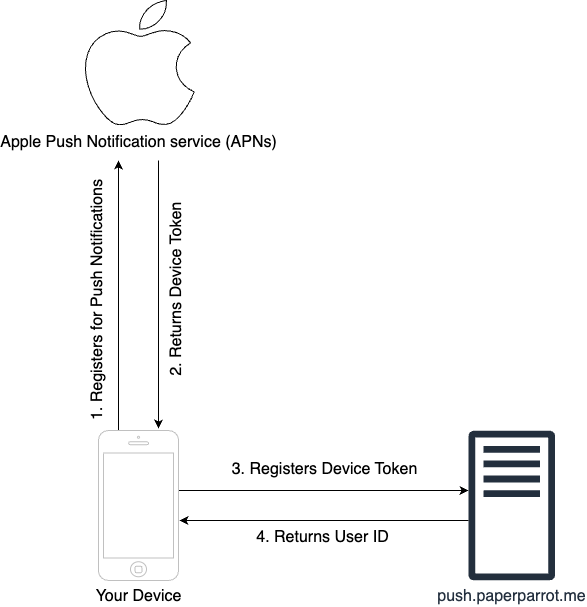 Apple Push Notification service (APNs)
1. Registers for Push Notifications
2. Returns Device Token
3. Registers Device Token
4. Returns User ID
Your Device
push.paperparrot.me